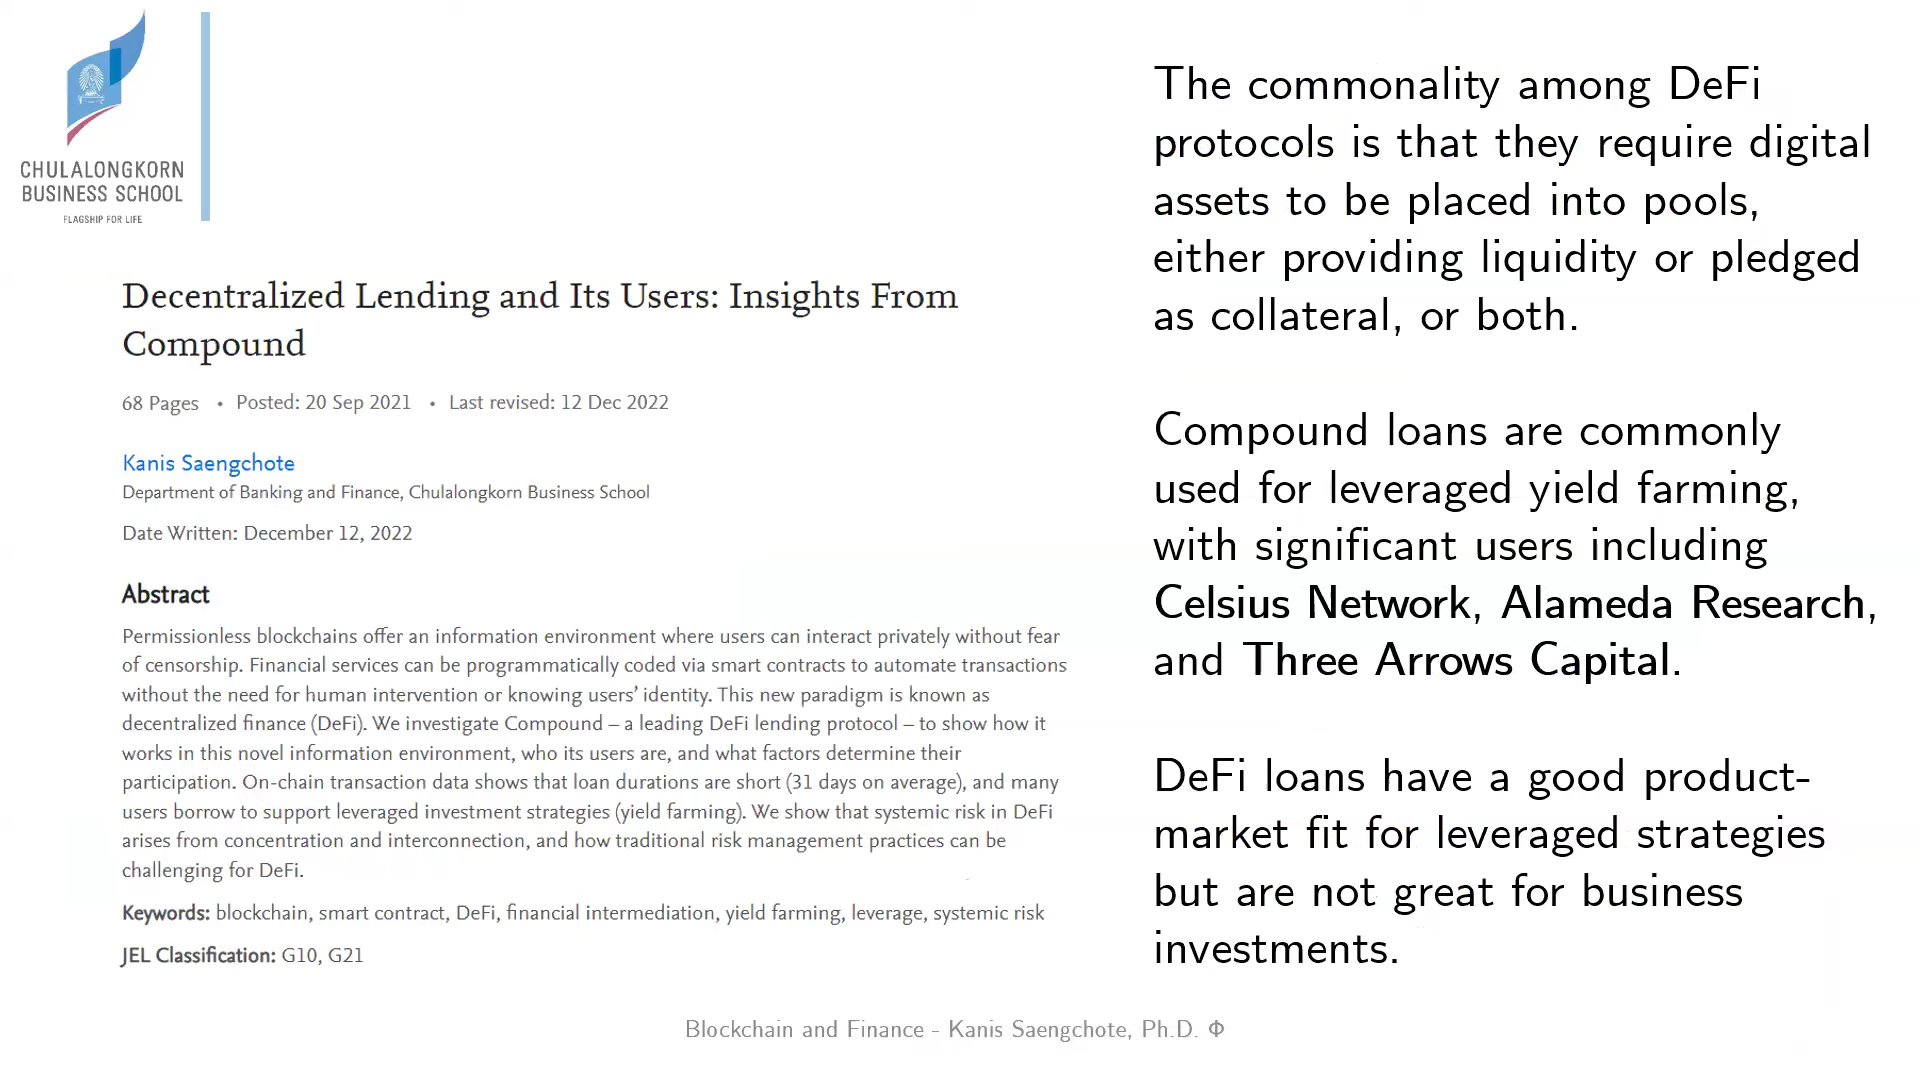 CHULALONGKORN
BUSINESS SCHOOL
FLAGSHIP FOR LIFE
Decentralized Lending and Its Users: Insights From
Compound
68 Pages • Posted: 20 Sep 2021 • Last revised: 12 Dec 2022
Kanis Saengchote
Department of Banking and Finance, Chulalongkorn Business School
Date Written: December 12, 2022
Abstract
Permissionless blockchains offer an information environment where users can interact privately without fear
of censorship. Financial services can be programmatically coded via smart contracts to automate transactions
without the need for human intervention or knowing users’ identity. This new paradigm is known as
decentralized finance (DeFi). We investigate Compound – a leading DeFi lending protocol – to show how it
works in this novel information environment, who its users are, and what factors determine their
participation. On-chain transaction data shows that loan durations are short (31 days on average), and many
users borrow to support leveraged investment strategies (yield farming). We show that systemic risk in DeFi
arises from concentration and interconnection, and how traditional risk management practices can be
challenging for DeFi.
Keywords: blockchain, smart contract, DeFi, financial intermediation, yield farming, leverage, systemic risk
JEL Classification: G10, G21
The commonality among DeFi
protocols is that they require digital
assets to be placed into pools,
either providing liquidity or pledged
as collateral, or both.
Compound loans are commonly
used for leveraged yield farming,
with significant users including
Celsius Network, Alameda Research,
and Three Arrows Capital.
DeFi loans have a good product-
market fit for leveraged strategies
but are not great for business
investments.
Blockchain and Finance - Kanis Saengchote, Ph.D. Φ